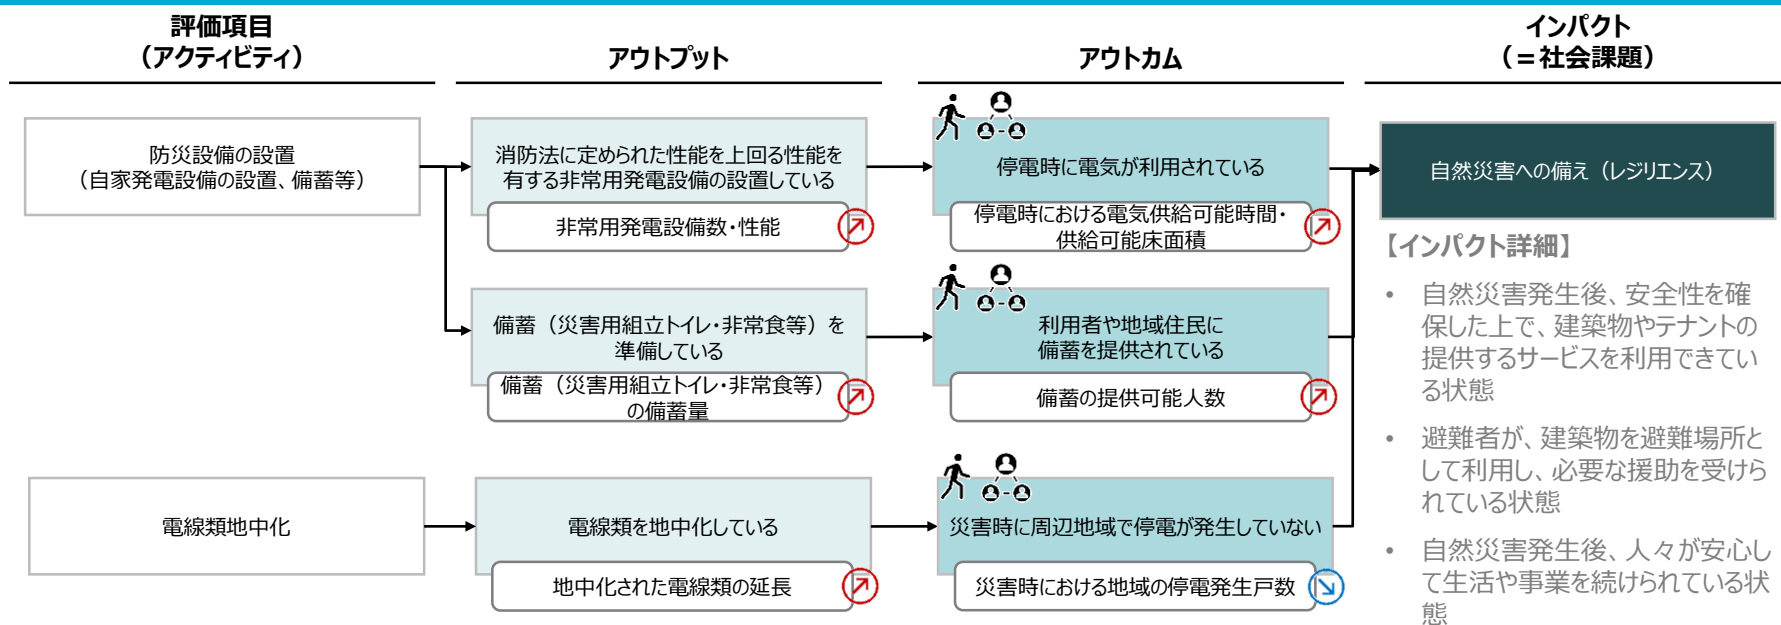 評価項目
（アクティビティ）
アウトプット
アウトカム
インパクト
（＝社会課題）
防災設備の設置
（自家発電設備の設置、備蓄等）
消防法に定められた性能を上回る性能を
有する非常用発電設備の設置している
非常用発電設備数・性能
停電時に電気が利用されている
停電時における電気供給可能時間・
供給可能床面積
自然災害への備え（レジリエンス）
備蓄（災害用組立トイレ・非常食等）を
準備している
備蓄（災害用組立トイレ・非常食等）
の備蓄量
利用者や地域住民に
備蓄を提供されている
備蓄の提供可能人数
電線類地中化
電線類を地中化している
地中化された電線類の延長
災害時に周辺地域で停電が発生していない
災害時における地域の停電発生戸数
【インパクト詳細】
• 自然災害発生後、安全性を確
保した上で、建築物やテナントの
提供するサービスを利用できてい
る状態
• 避難者が、建築物を避難場所と
して利用し、必要な援助を受けら
れている状態
• 自然災害発生後、人々が安心し
て生活や事業を続けられている状
態